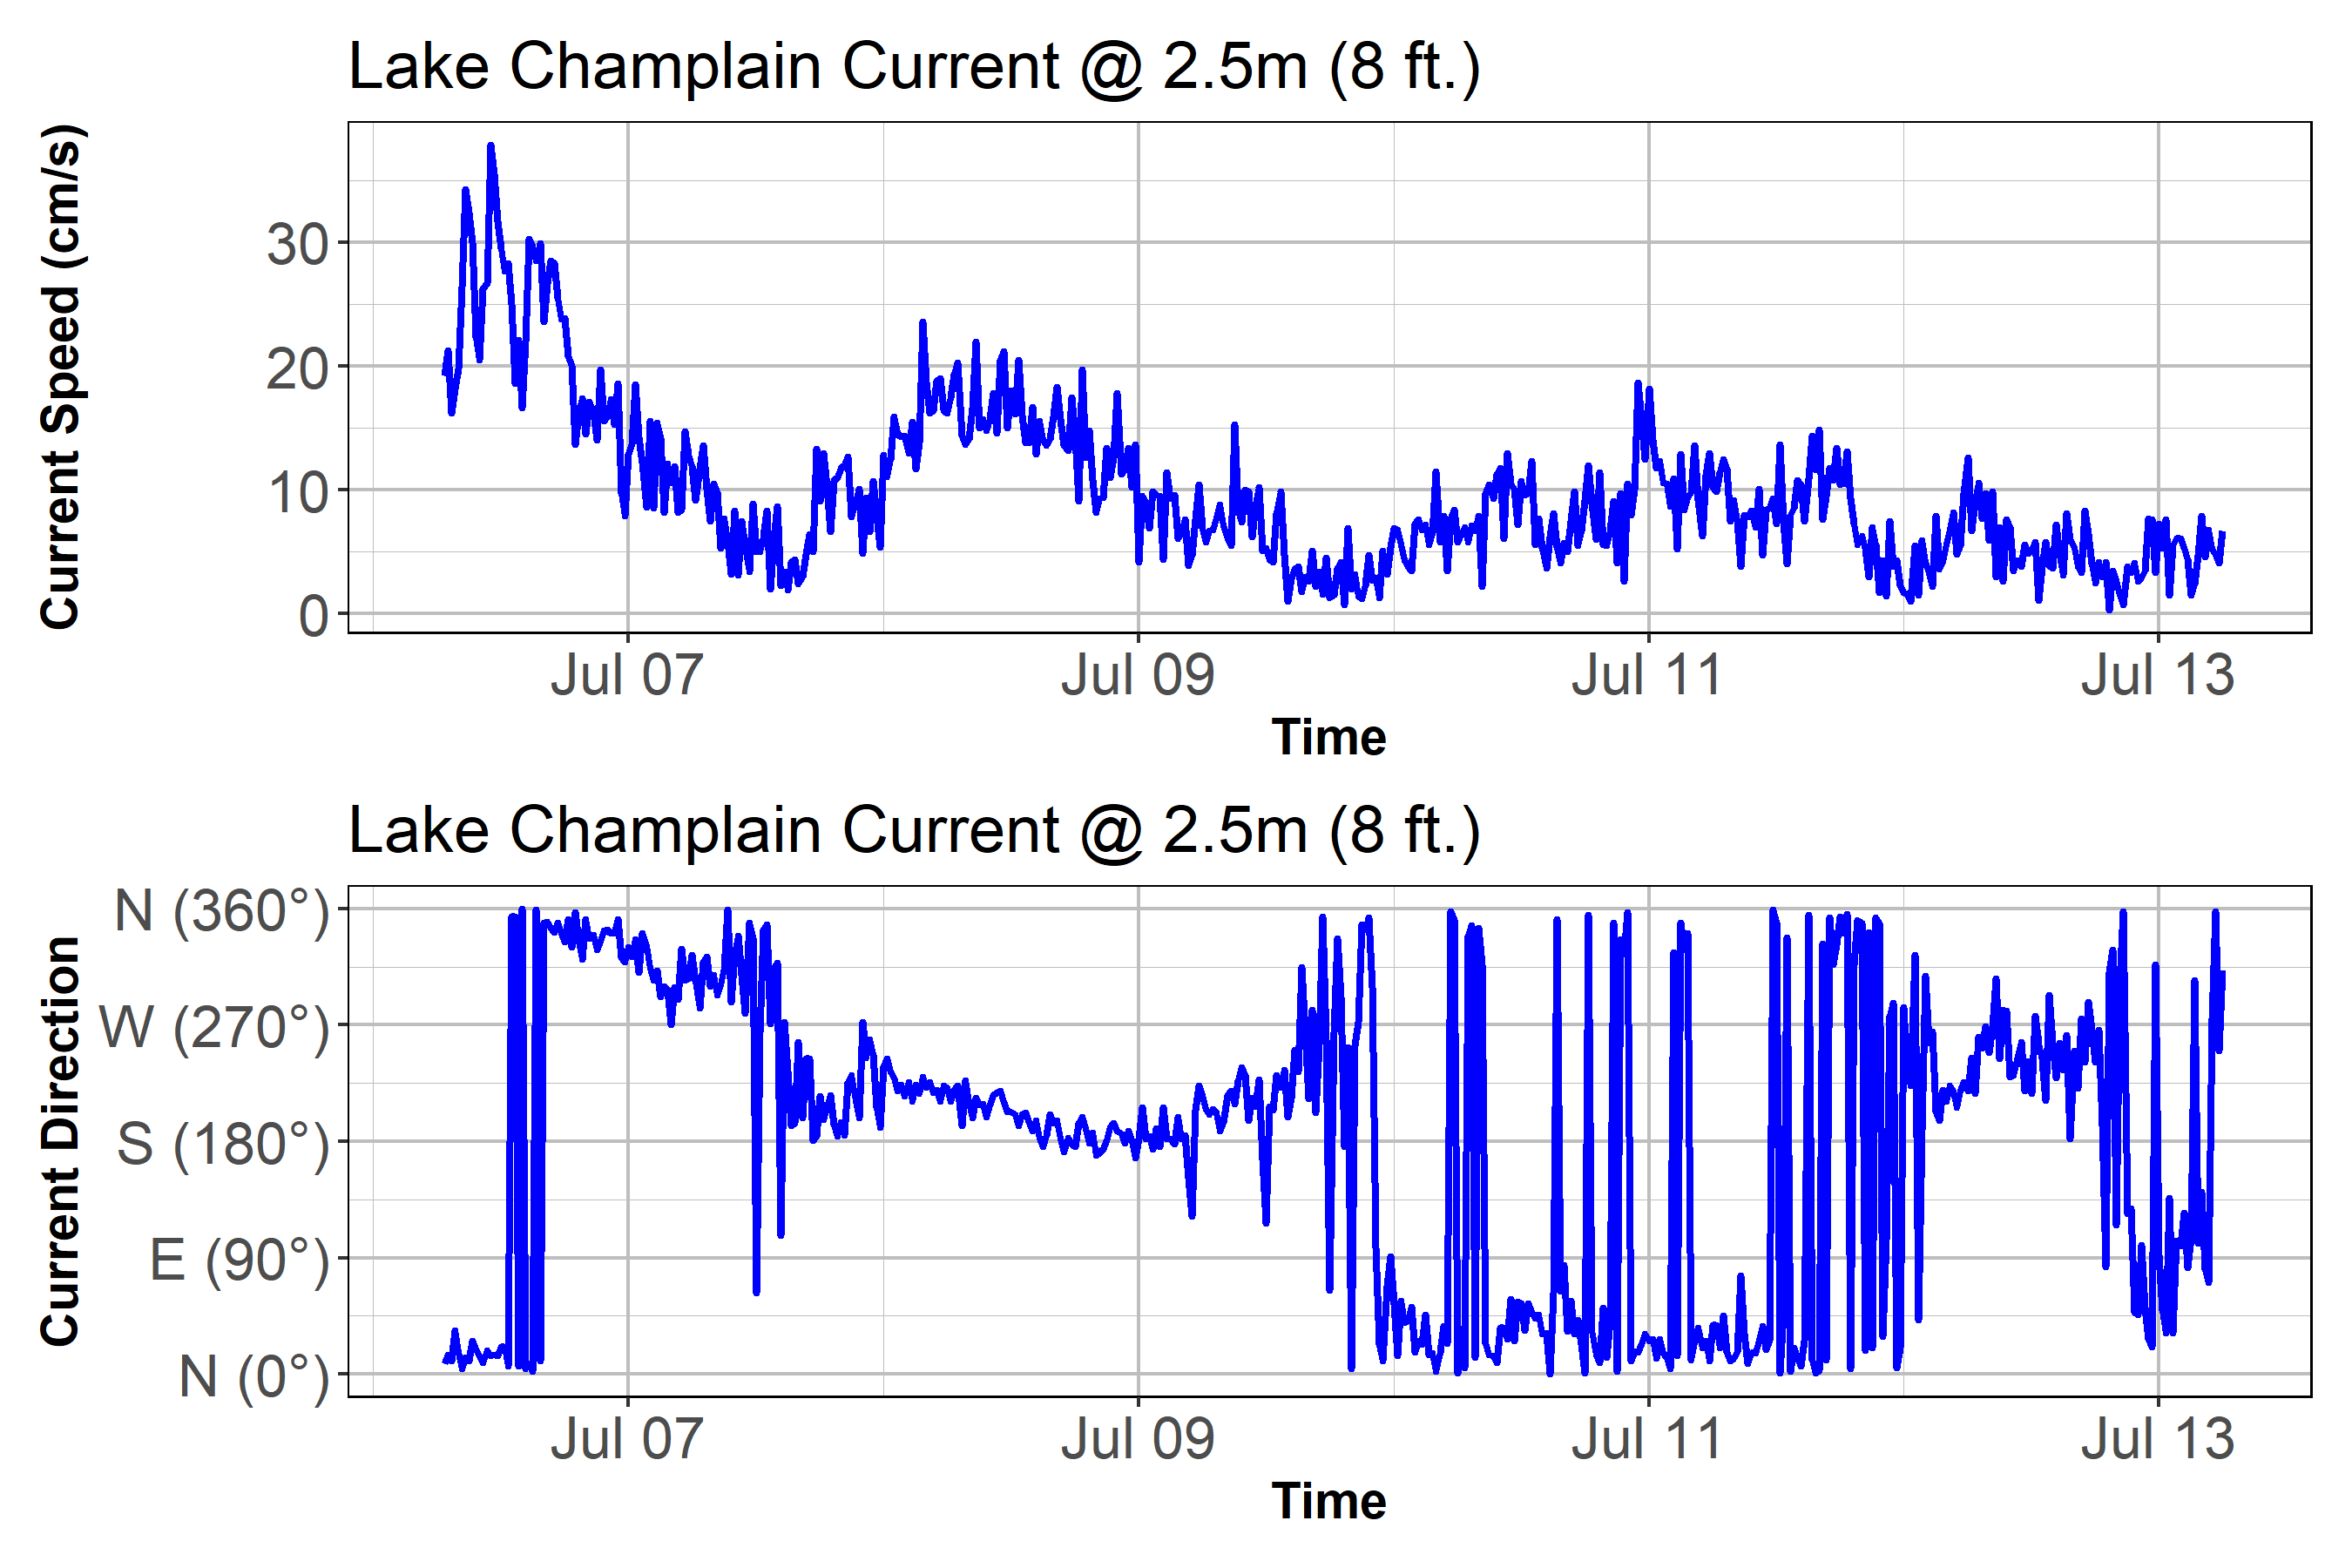 Lake Champlain Current @ 2.5m (8 ft.)
Current Speed (cm/s)
30
20
10
0
Jul 07 Jul 09 Jul 11 Jul 13
Time
Lake Champlain Current @ 2.5m (8 ft.)
Current Direction
N (360°)
W (270°)
S (180°)
E (90°)
N (0°)
Jul 07 Jul 09 Jul 11 Jul 13
Time